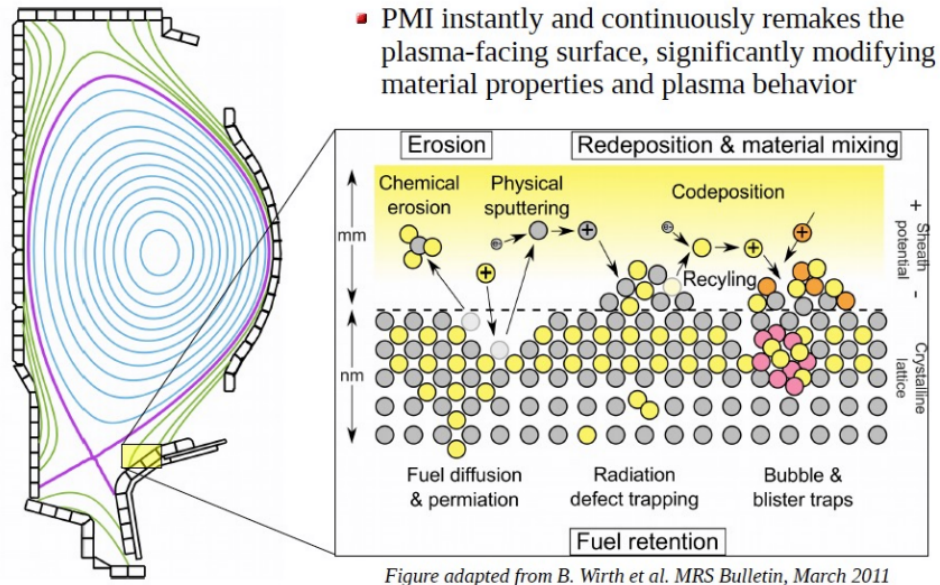 PMI instantly and continuously remakes the
plasma-facing surface, significantly modifying
material properties and plasma behavior
Erosion
Redeposition & material mixing
Chemical
erosion
Physical
sputtering
Codeposition
e-
+
+
e-
+
+
+
Recyling
mm
nm
+
Sheath
potential
-
Crystalline
lattice
Fuel diffusion
& permiation
Radiation
defect trapping
Bubble &
blister traps
Fuel retention
Figure adapted from B. Wirth et al. MRS Bulletin, March 2011